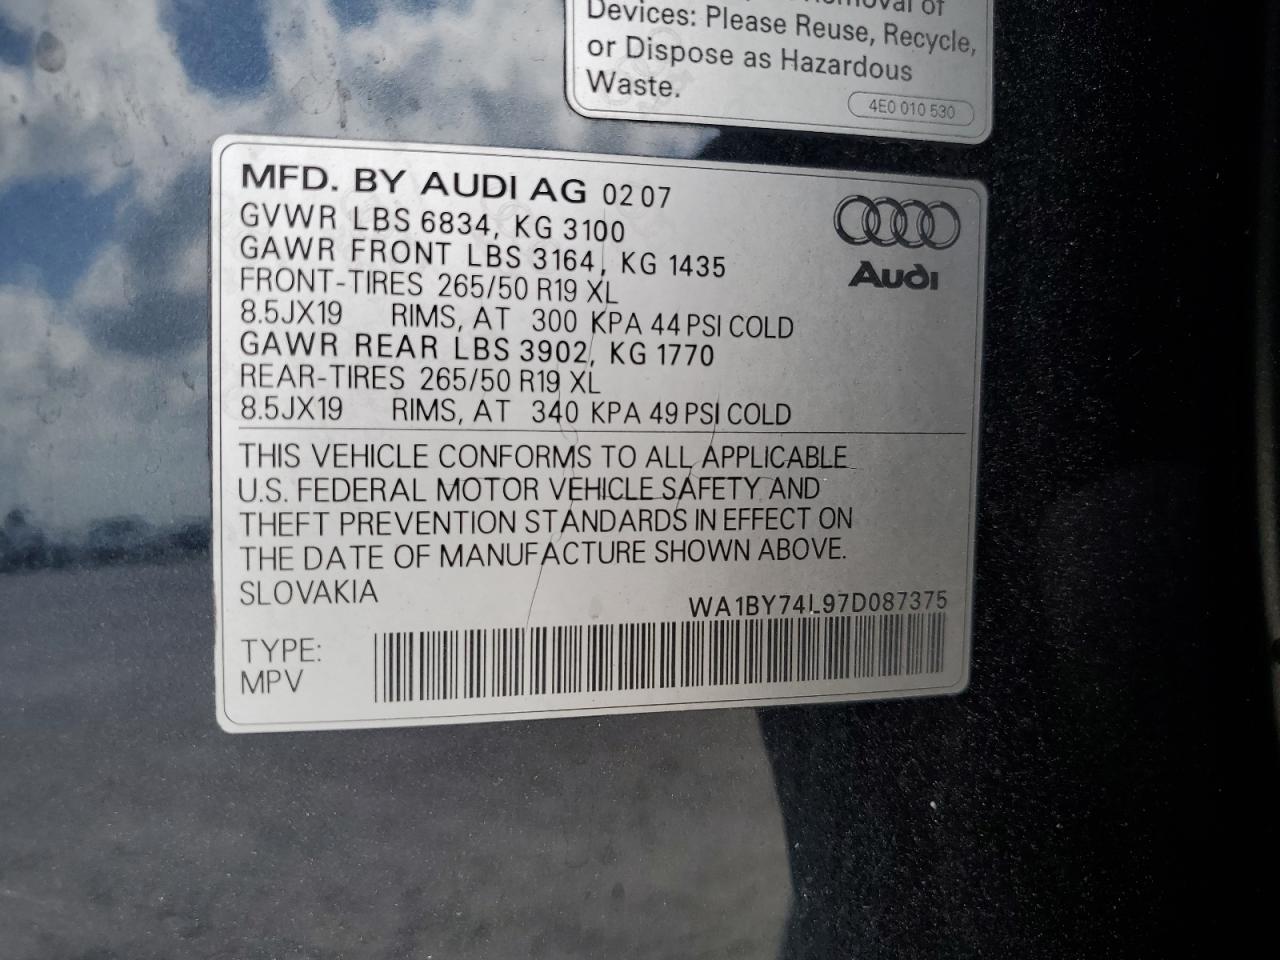 Removal of
Devices: Please Reuse, Recycle,
or Dispose as Hazardous
Waste.
4E0 010 530
MFD. BY AUDI AG 02 07
GVWR LBS 6834, KG 3100
GAWR FRONT LBS 3164, KG 1435
FRONT-TIRES 265/50 R19 XL
8.5JX19 RIMS, AT 300 KPA 44 PSI COLD
GAWR REAR LBS 3902, KG 1770
REAR-TIRES 265/50 R19 XL
8.5JX19 RIMS, AT 340 KPA 49 PSI COLD
Audi
THIS VEHICLE CONFORMS TO ALL APPLICABLE
U.S. FEDERAL MOTOR VEHICLE SAFETY AND
THEFT PREVENTION STANDARDS IN EFFECT ON
THE DATE OF MANUFACTURE SHOWN ABOVE.
SLOVAKIA
WA1BY74L97D087375
TYPE:
MPV